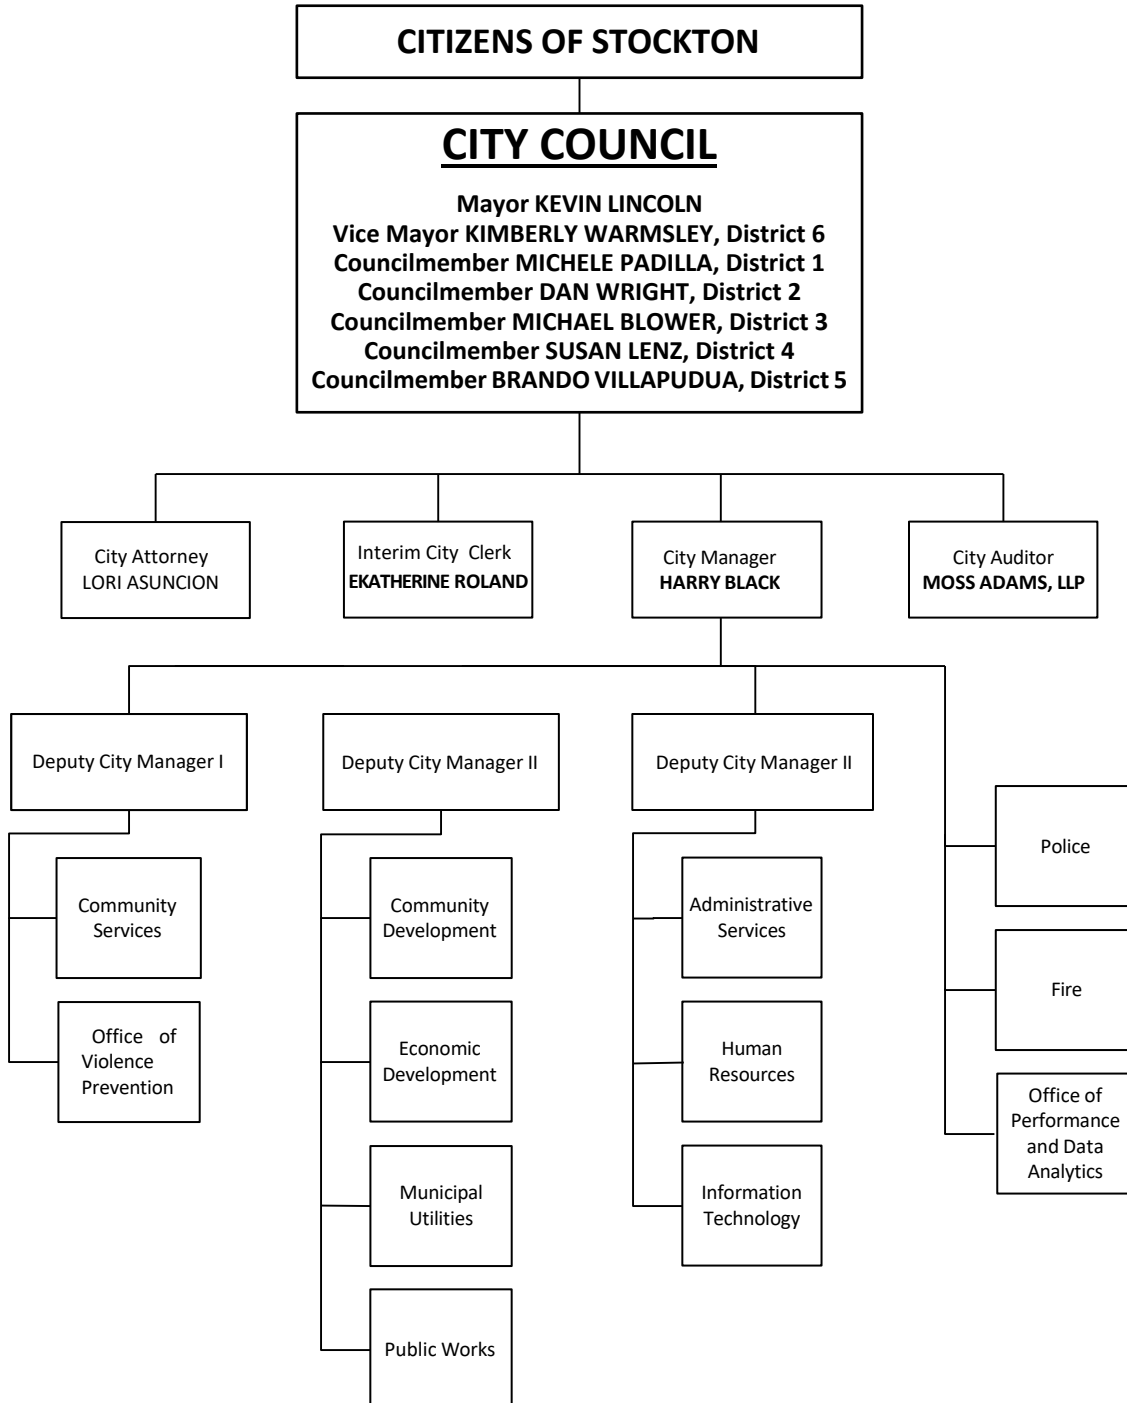 CITIZENS OF STOCKTON
CITY COUNCIL
Mayor KEVIN LINCOLN
Vice Mayor KIMBERLY WARMSLEY, District 6
Councilmember MICHELE PADILLA, District 1
Councilmember DAN WRIGHT, District 2
Councilmember MICHAEL BLOWER, District 3
Councilmember SUSAN LENZ, District 4
Councilmember BRANDO VILLAPUDUA, District 5
City Attorney
LORI ASUNCION
Interim City Clerk
EKATHERINE ROLAND
City Manager
HARRY BLACK
City Auditor
MOSS ADAMS, LLP
Deputy City Manager I
Deputy City Manager II
Deputy City Manager II
Community
Services
Office of
Violence
Prevention
Community
Development
Economic
Development
Municipal
Utilities
Public Works
Administrative
Services
Human
Resources
Information
Technology
Police
Fire
Office of
Performance
and Data
Analytics